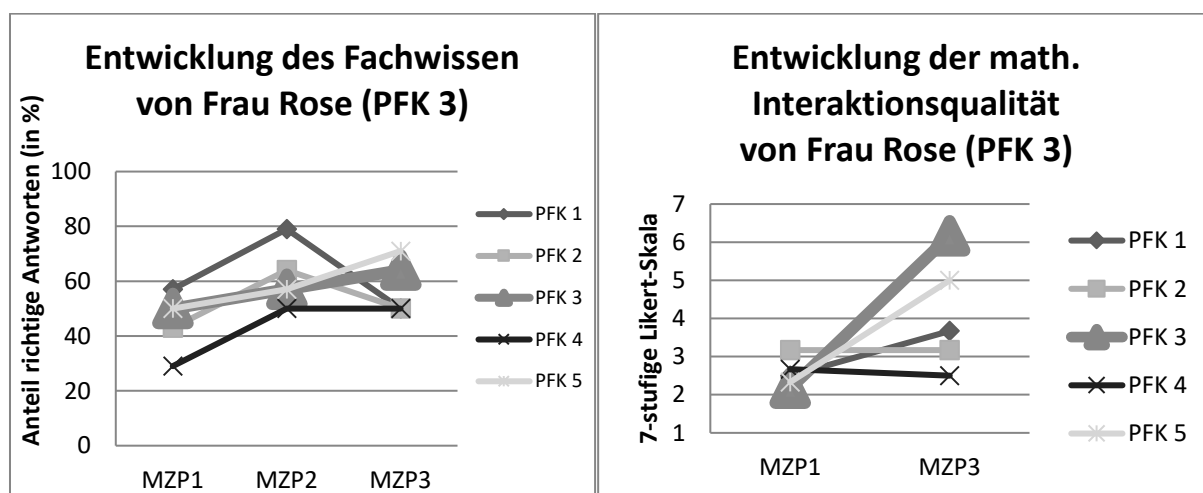 Entwicklung des Fachwissen
von Frau Rose (PFK 3)
Anteil richtige Antworten (in %)
100
80
60
40
20
0
MZP1
MZP2
MZP3
PFK 1
PFK 2
PFK 3
PFK 4
PFK 5
Entwicklung der math.
Interaktionsqualität
von Frau Rose (PFK 3)
7-stufige Likert-Skala
7
6
5
4
3
2
1
MZP1
MZP3
PFK 1
PFK 2
PFK 3
PFK 4
PFK 5